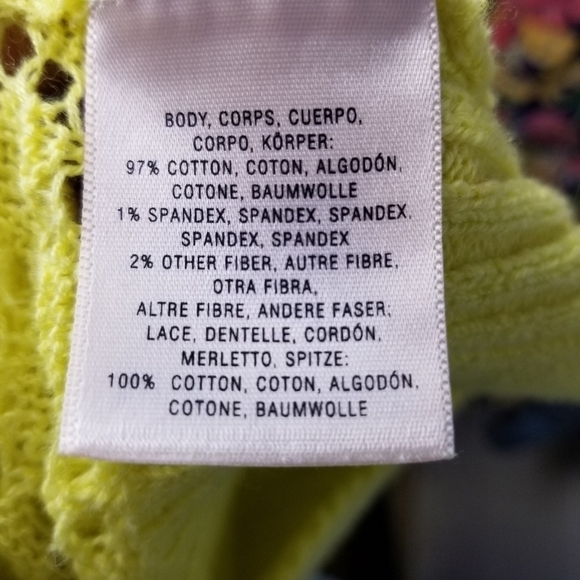 BODY, CORPS, CUERPO,
CORPO, KÖRPER:
97% COTTON, COTON, ALGODÓN,
COTONE, BAUMWOLLE
1% SPANDEX, SPANDEX, SPANDEX,
SPANDEX, SPANDEX
2% OTHER FIBER, AUTRE FIBRE,
OTRA FIBRA,
ALTRE FIBRE, ANDERE FASER;
LACE, DENTELLE, CORDÓN,
MERLETTO, SPITZE:
100% COTTON, COTON, ALGODÓN,
COTONE, BAUMWOLLE